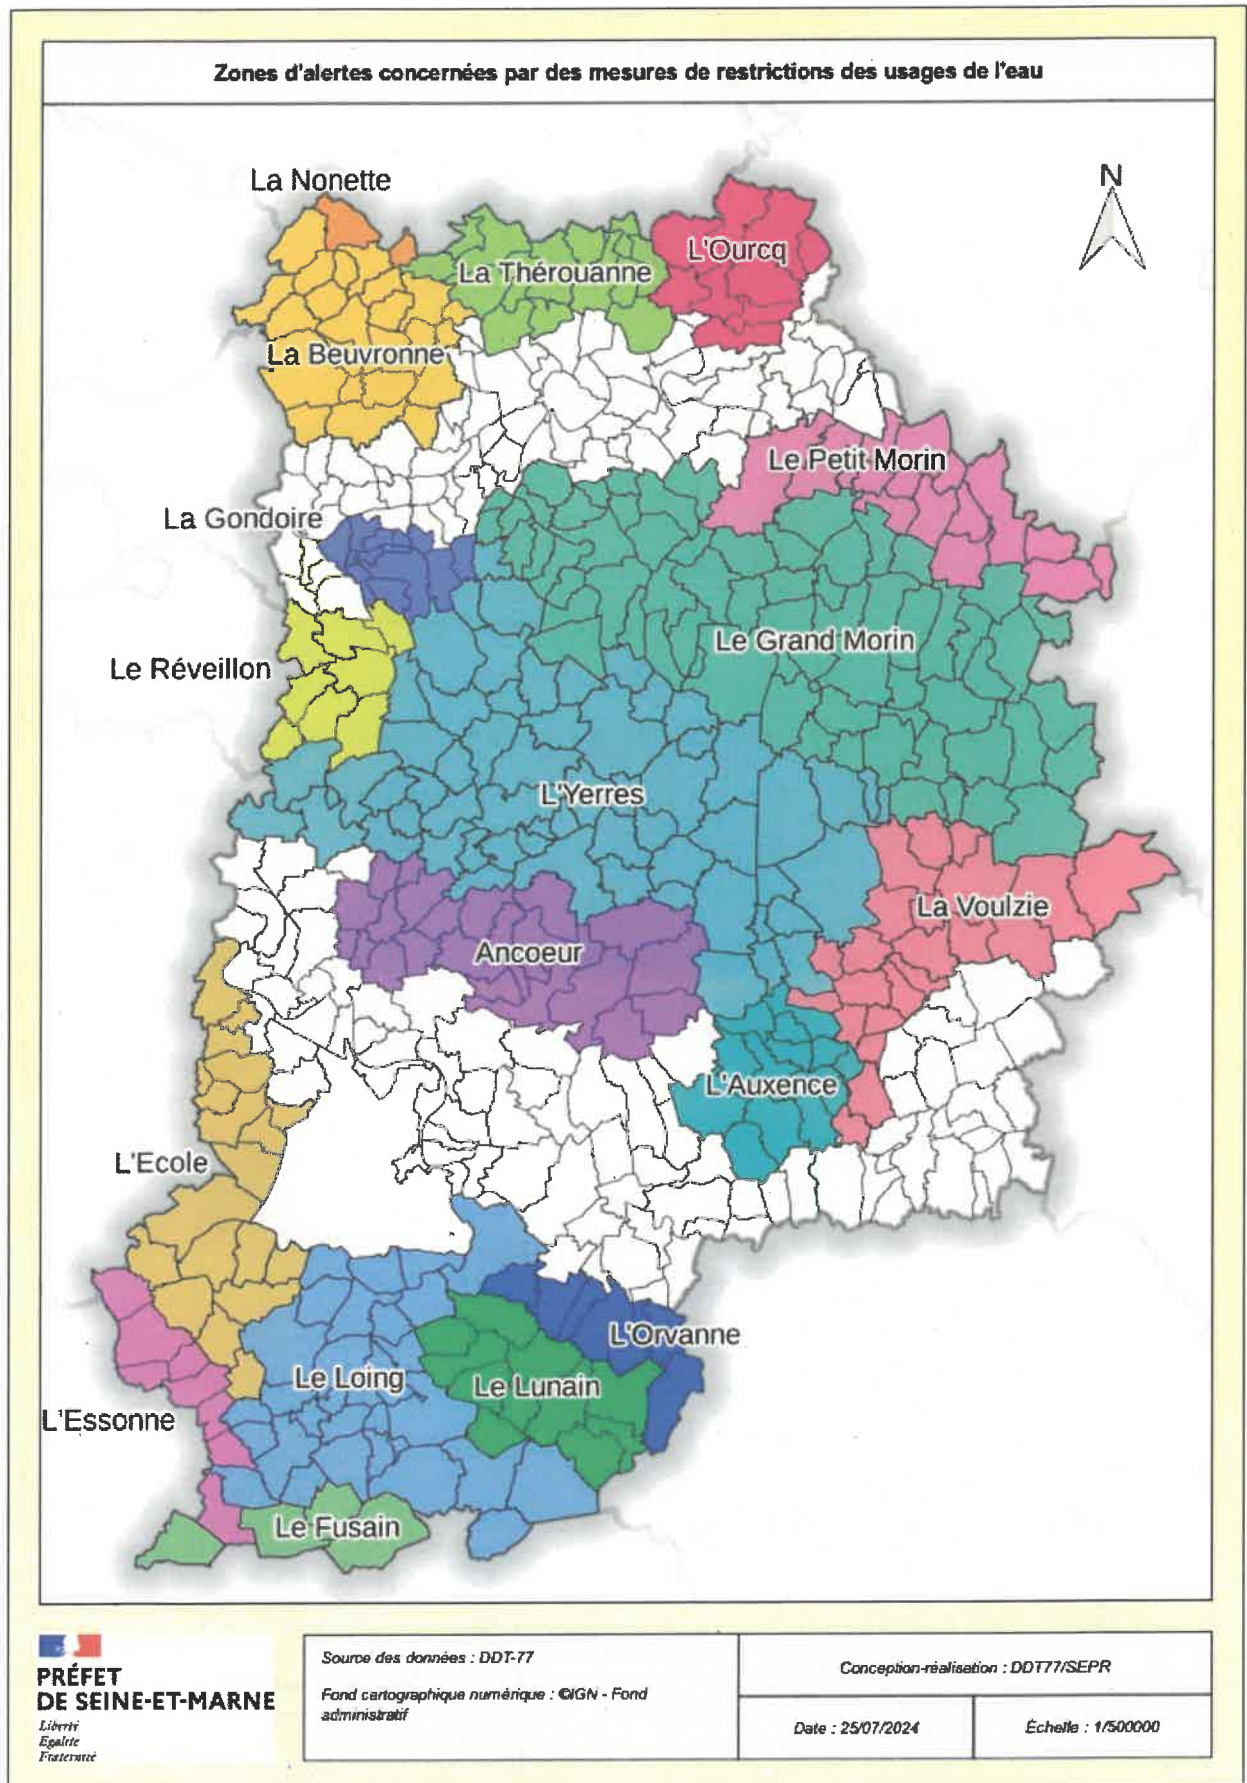 Zones d'alertes concernées par des mesures de restrictions des usages de l'eau
La Nonette
N
L'Ourcq
La Thérouanne
La Beuvronne
Le Petit Morin
La Gondoire
Le Grand Morin
Le Réveillon
L'Yerres
La Voulzie
Ancoeur
L'Auxence
L'Ecole
L'Orvanne
Le Loing
Le Lunain
L'Essonne
Le Fusain
PRÉFET
DE SEINE-ET-MARNE
Liberté
Égalité
Fraternité
Source des données : DDT-77
Fond cartographique numérique : ©IGN - Fond
administratif
Conception-réalisation : DDT77/SEPR
Date : 25/07/2024
Échelle : 1/500000